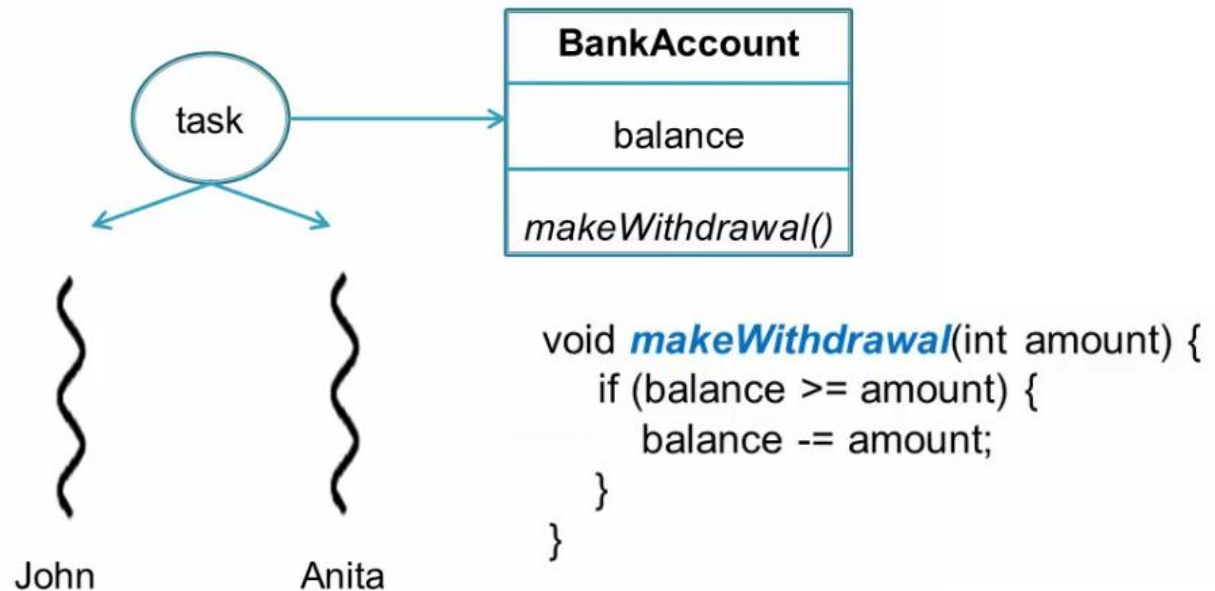 BankAccount
task
balance
makeWithdrawal()
void makeWithdrawal(int amount) {
if (balance >= amount) {
balance -= amount;
}
}
John
Anita